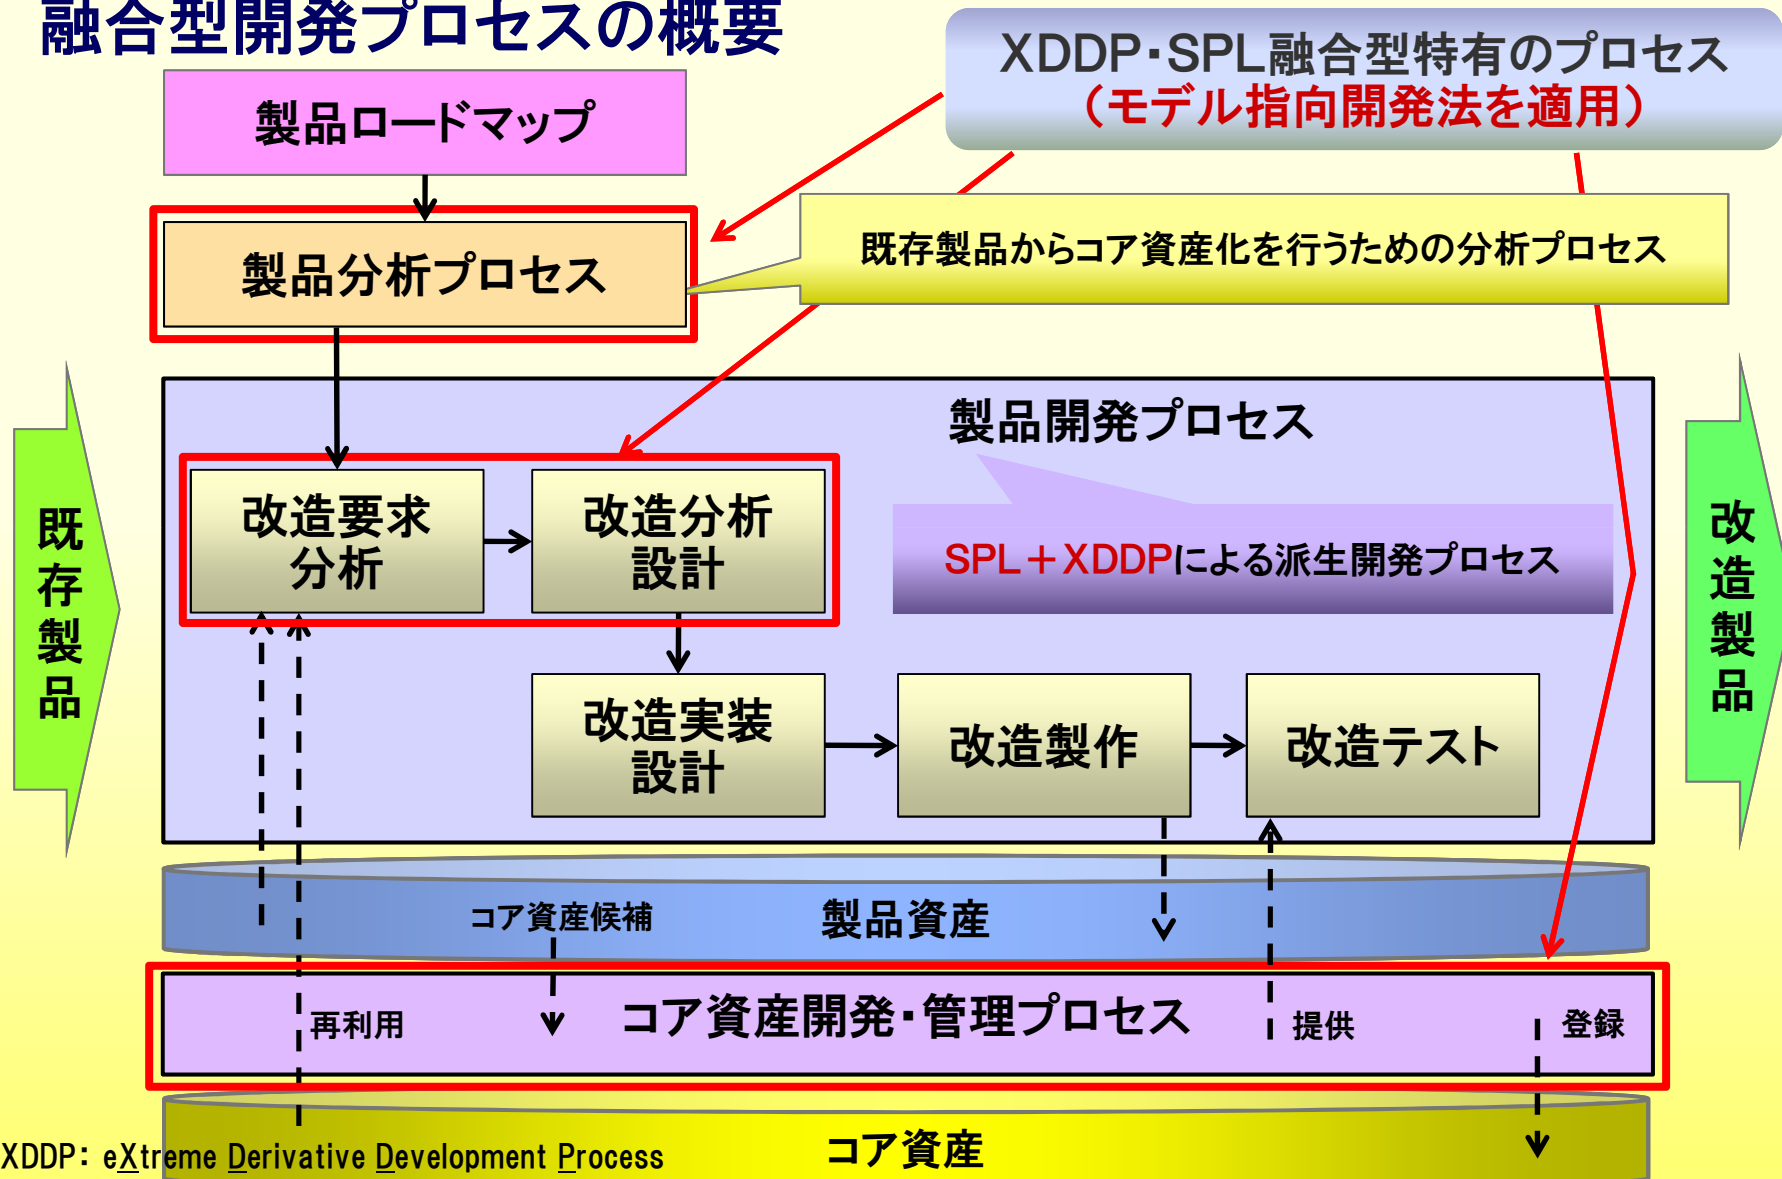 融合型開発プロセスの概要
XDDP・SPL融合型特有のプロセス
（モデル指向開発法を適用）
製品ロードマップ
製品分析プロセス
既存製品からコア資産化を行うための分析プロセス
既存製品
製品開発プロセス
改造要求
分析
改造分析
設計
SPL＋XDDPによる派生開発プロセス
改造実装
設計
改造製作
改造テスト
改造製品
コア資産候補
製品資産
再利用
コア資産開発・管理プロセス
提供
登録
コア資産
XDDP： eXtreme Derivative Development Process